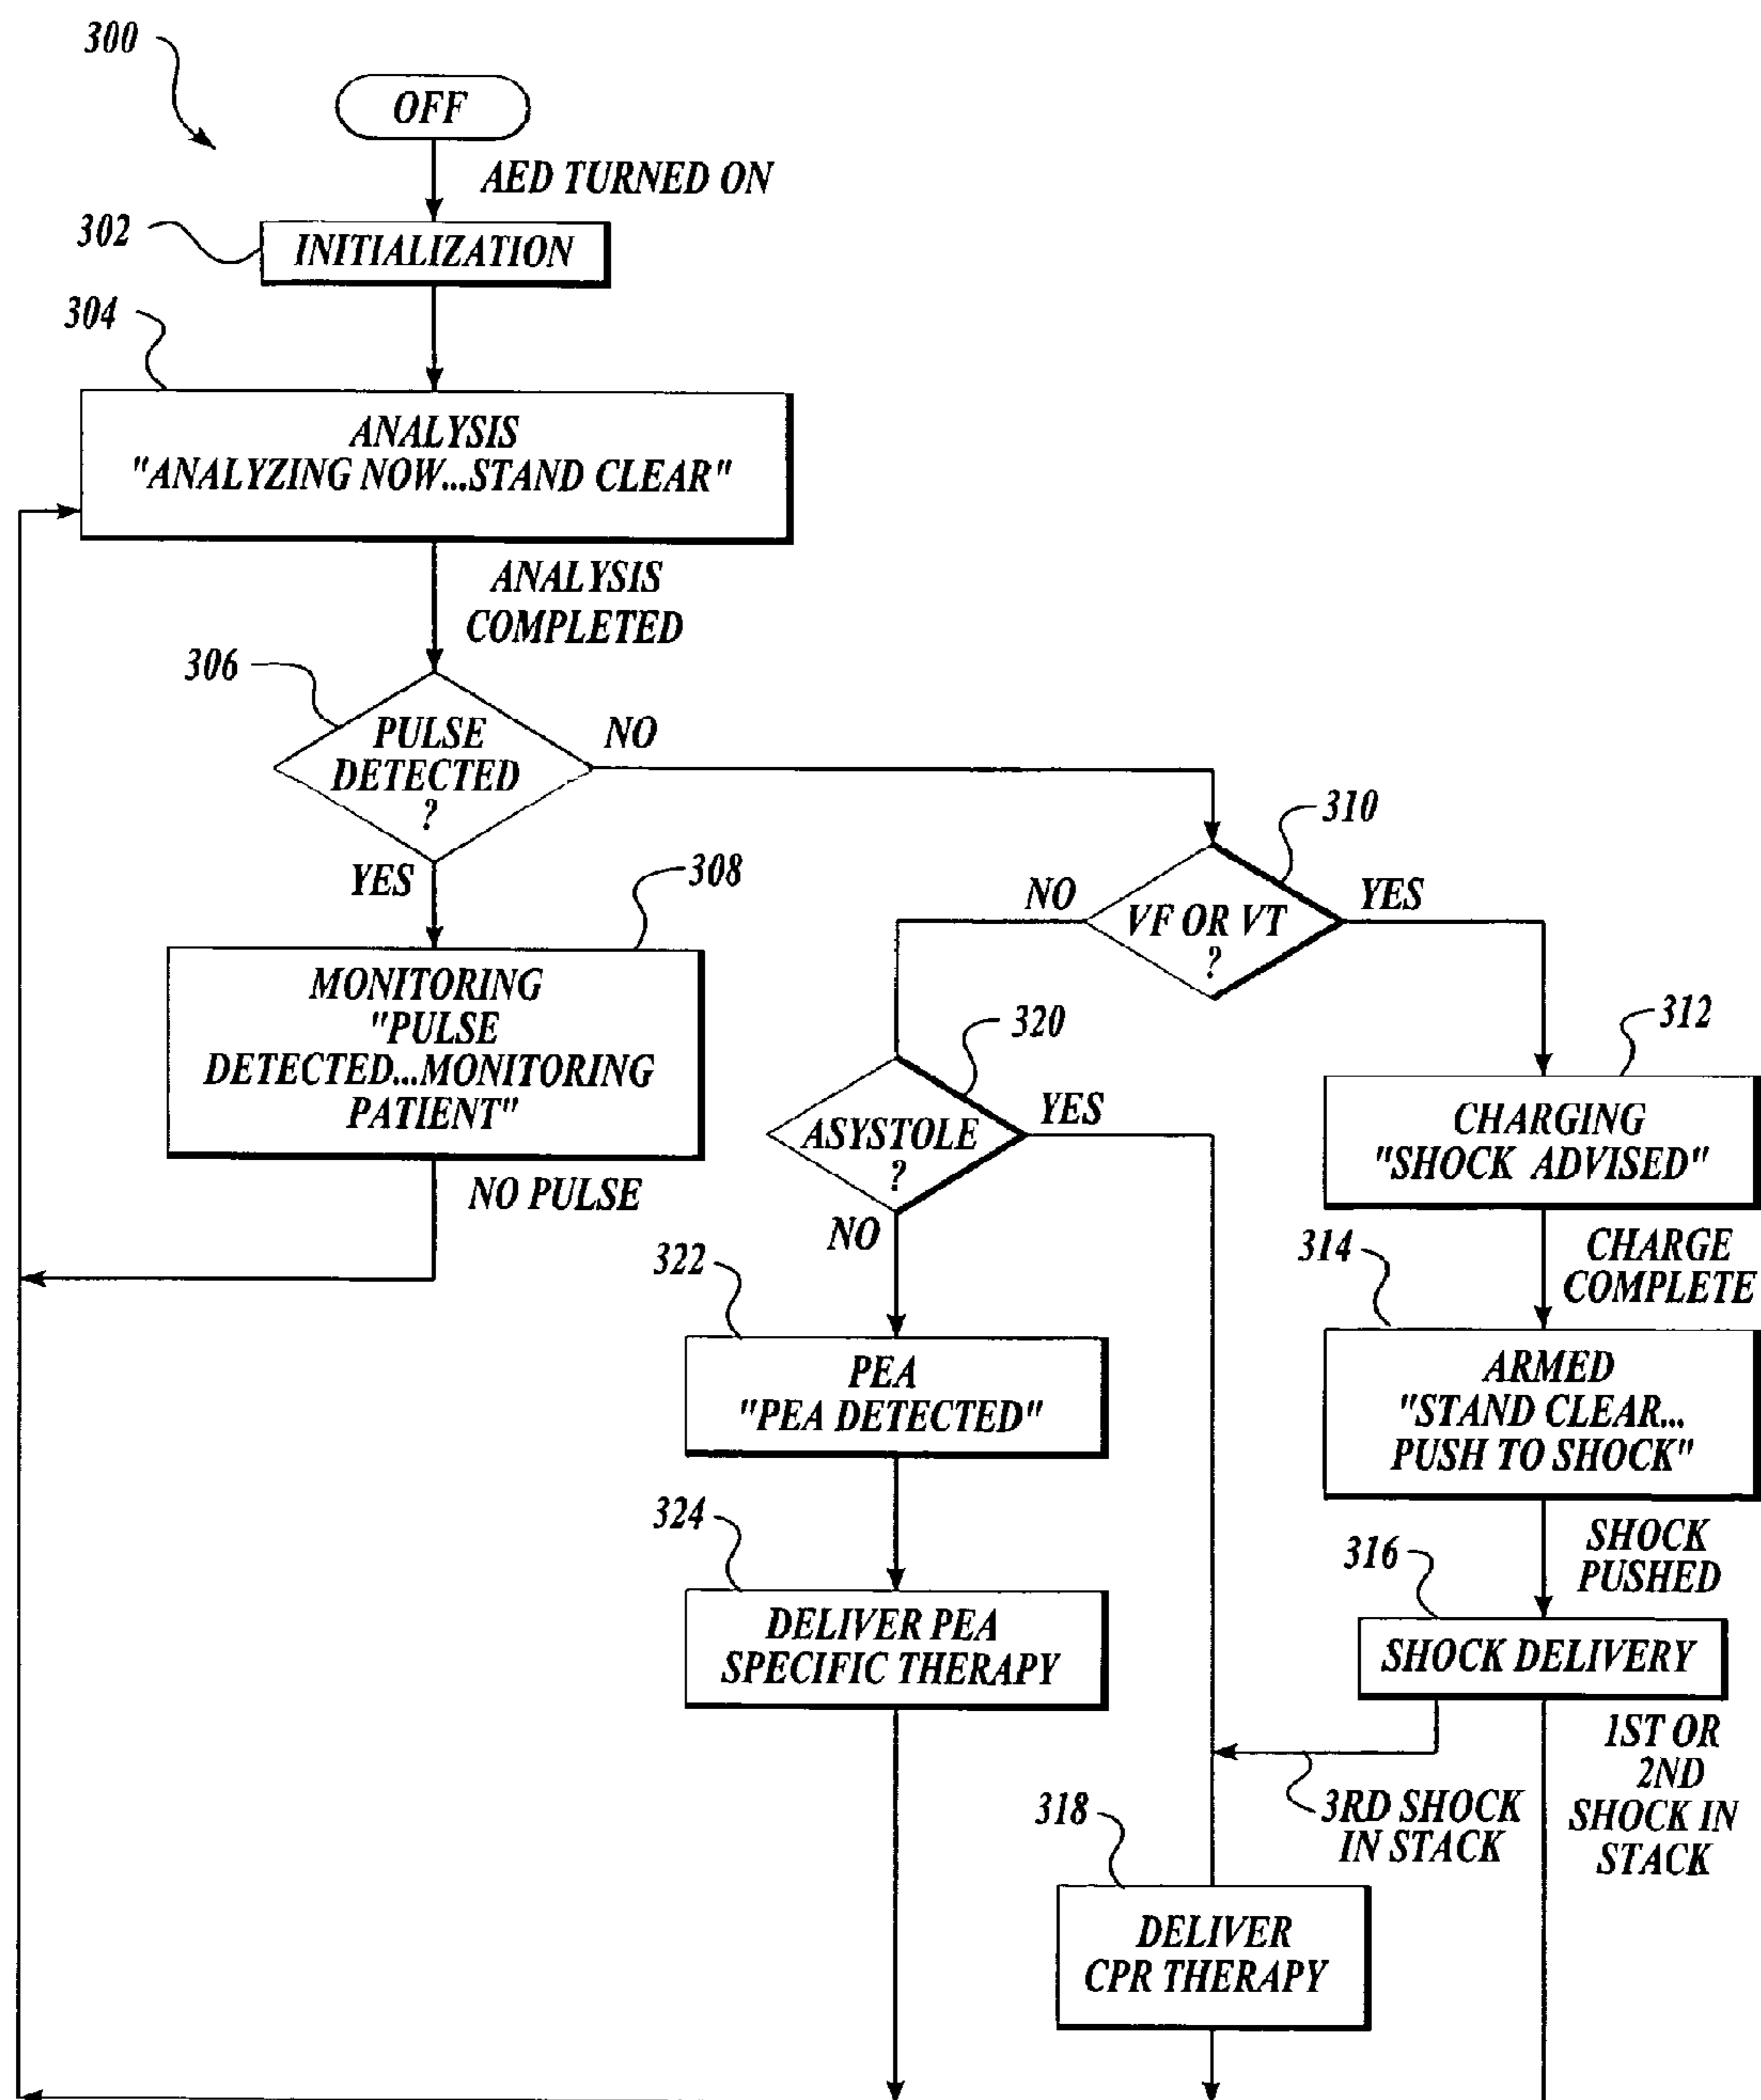 300
OFF
AED TURNED ON
302
INITIALIZATION
304
ANALYSIS
"ANALYZING NOW...STAND CLEAR"
ANALYSIS
COMPLETED
306
PULSE
DETECTED
?
NO
YES
308
MONITORING
"PULSE
DETECTED...MONITORING
PATIENT"
NO PULSE
310
VF OR VT
?
NO
YES
320
ASYSTOLE
?
YES
NO
312
CHARGING
"SHOCK ADVISED"
CHARGE
COMPLETE
314
ARMED
"STAND CLEAR...
PUSH TO SHOCK"
SHOCK
PUSHED
316
SHOCK DELIVERY
1ST OR
2ND
SHOCK IN
STACK
3RD SHOCK
IN STACK
322
PEA
"PEA DETECTED"
324
DELIVER PEA
SPECIFIC THERAPY
318
DELIVER
CPR THERAPY